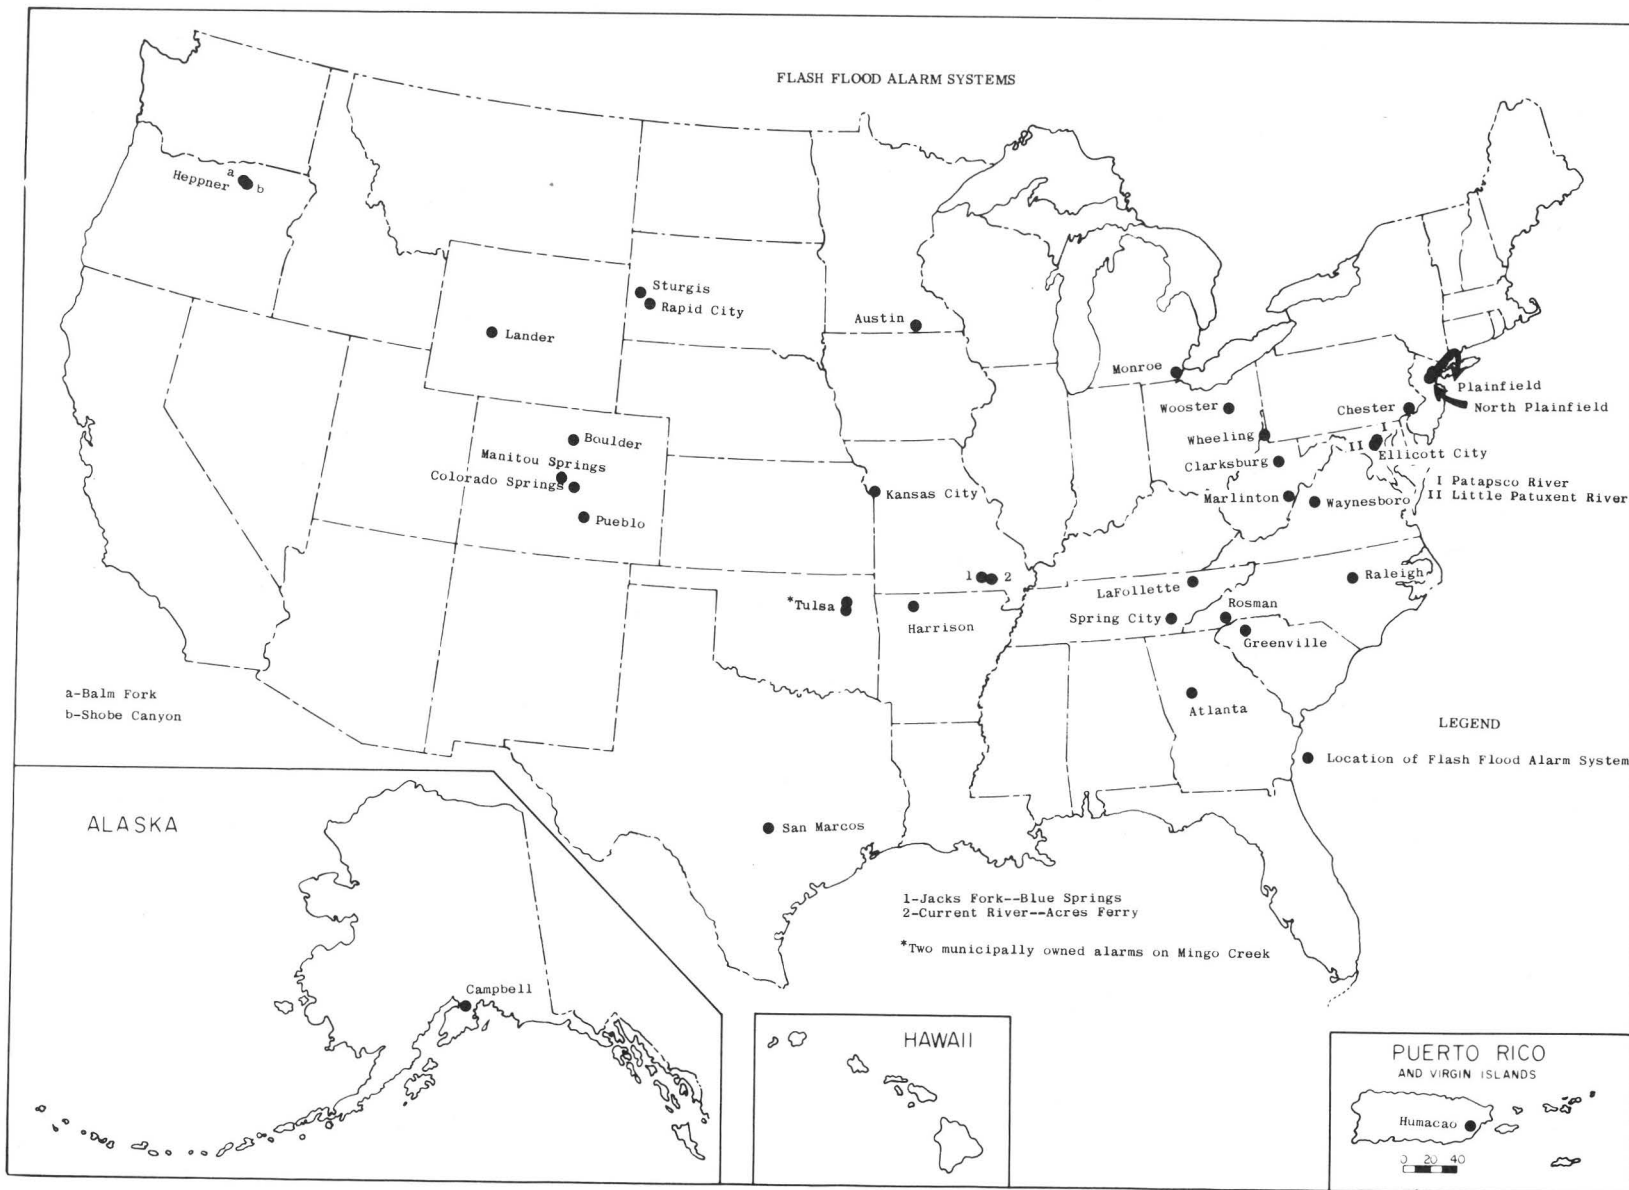 FLASH FLOOD ALARM SYSTEMS
a
Heppner
b
Sturgis
Rapid City
Lander
Austin
Monroe
Plainfield
North Plainfield
Wooster
Chester
Wheeling
I
II
Ellicott City
Clarksburg
I Patapsco River
II Little Patuxent River
Marlinton
Waynesboro
Boulder
Manitou Springs
Colorado Springs
Pueblo
Kansas City
1
2
*Tulsa
Harrison
LaFollette
Raleigh
Spring City
Rosman
Greenville
Atlanta
a-Balm Fork
b-Shobe Canyon
LEGEND
Location of Flash Flood Alarm System
San Marcos
1-Jacks Fork--Blue Springs
2-Current River--Acres Ferry
*Two municipally owned alarms on Mingo Creek
ALASKA
Campbell
HAWAII
PUERTO RICO
AND VIRGIN ISLANDS
Humacao
0 20 40